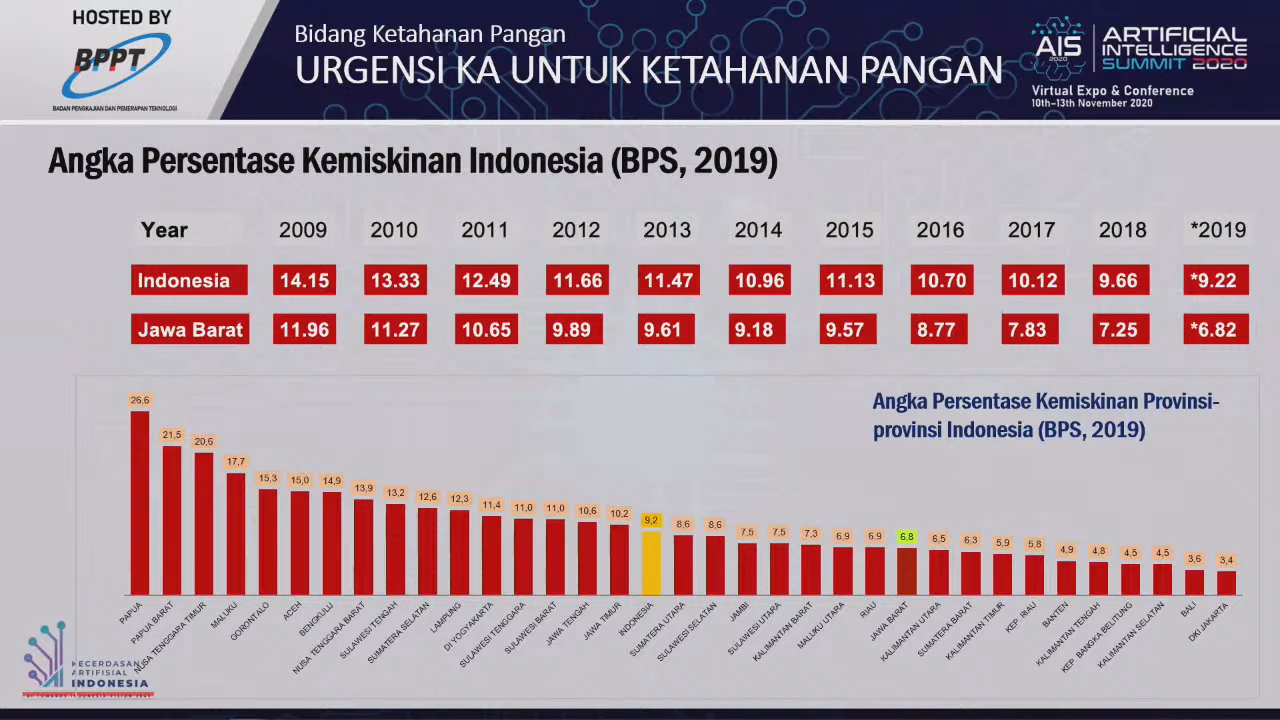 HOSTED BY
BPPT
BADAN PENGKAJIAN DAN PENERAPAN TEKNOLOGI
Bidang Ketahanan Pangan
URGENSI KA UNTUK KETAHANAN PANGAN
AIS
2020
ARTIFICIAL
INTELLIGENCE
SUMMIT 2020
Virtual Expo & Conference
10th–13th November 2020
Angka Persentase Kemiskinan Indonesia (BPS, 2019)
Year 2009 2010 2011 2012 2013 2014 2015 2016 2017 2018 *2019
Indonesia 14.15 13.33 12.49 11.66 11.47 10.96 11.13 10.70 10.12 9.66 *9.22
Jawa Barat 11.96 11.27 10.65 9.89 9.61 9.18 9.57 8.77 7.83 7.25 *6.82
Angka Persentase Kemiskinan Provinsi-
provinsi Indonesia (BPS, 2019)
26,6 21,5 20,6 17,7 15,3 15,0 14,9 13,9 13,2 12,6 12,3 11,4 11,0 11,0 10,6 10,2 9,2 8,6 8,6 7,5 7,5 7,3 6,9 6,9 6,8 6,5 6,3 5,9 5,8 4,9 4,8 4,5 4,5 3,6 3,4
PAPUA
PAPUA BARAT
NUSA TENGGARA TIMUR
MALUKU
GORONTALO
ACEH
BENGKULU
NUSA TENGGARA BARAT
SULAWESI TENGAH
SUMATERA SELATAN
LAMPUNG
DI YOGYAKARTA
SULAWESI TENGGARA
SULAWESI BARAT
JAWA TENGAH
JAWA TIMUR
INDONESIA
SUMATERA UTARA
SULAWESI SELATAN
JAMBI
SULAWESI UTARA
KALIMANTAN BARAT
MALUKU UTARA
RIAU
JAWA BARAT
KALIMANTAN UTARA
SUMATERA BARAT
KALIMANTAN TIMUR
KEP. RIAU
BANTEN
KALIMANTAN TENGAH
KEP. BANGKA BELITUNG
KALIMANTAN SELATAN
BALI
DKI JAKARTA
KECERDASAN
ARTIFISIAL
INDONESIA